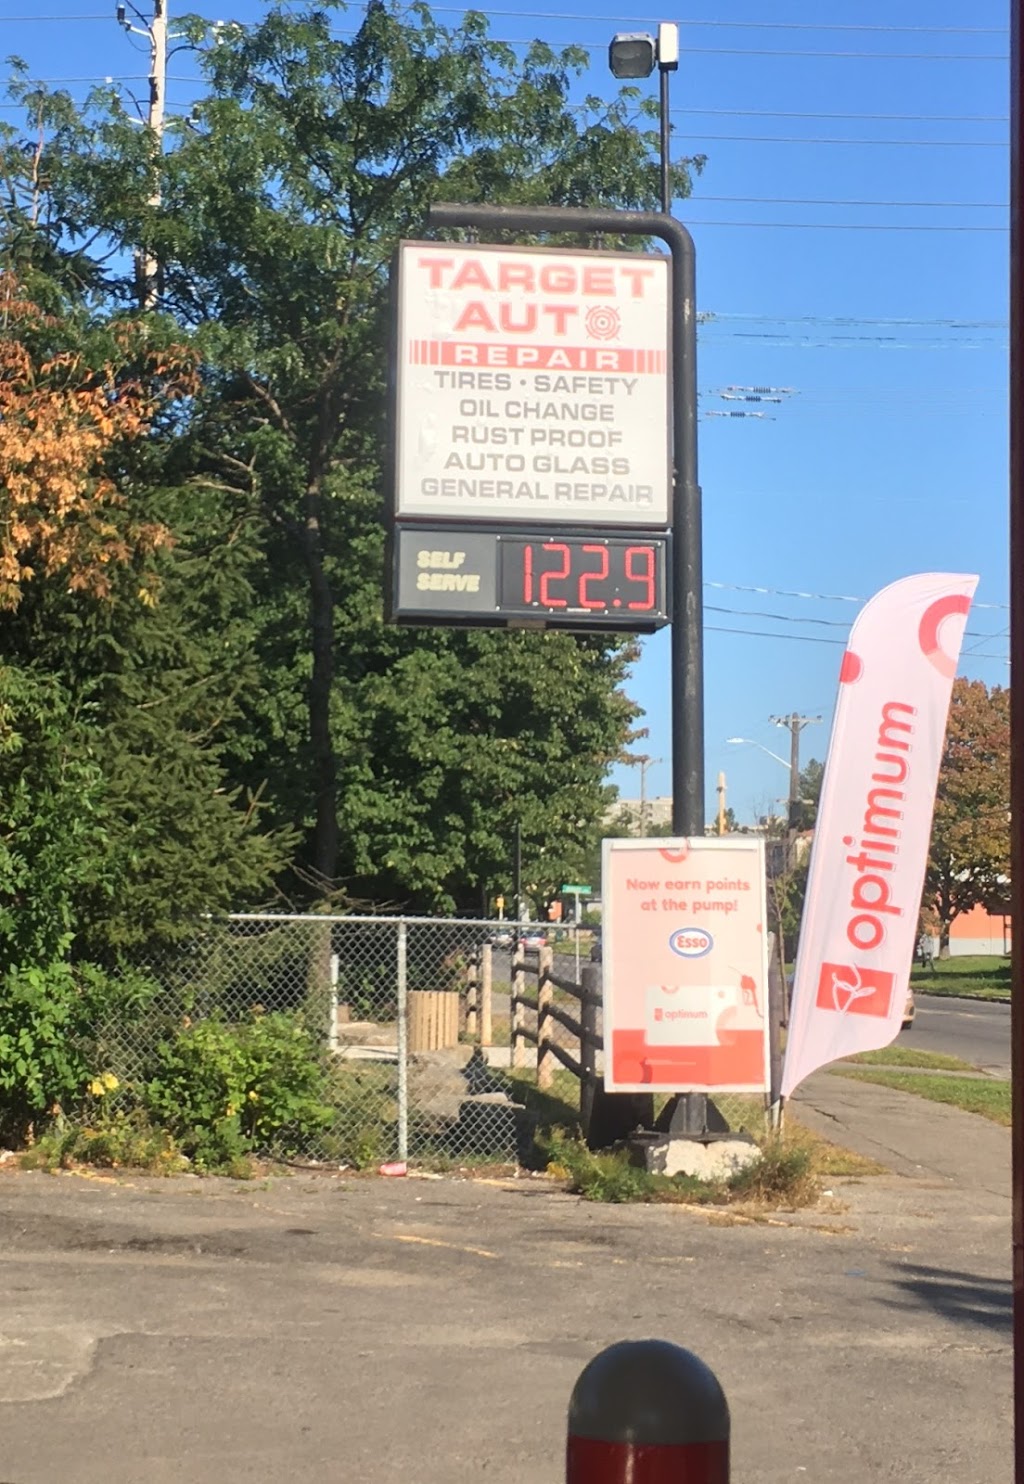 TARGET
AUTO
REPAIR
TIRES • SAFETY
OIL CHANGE
RUST PROOF
AUTO GLASS
GENERAL REPAIR
SELF
SERVE
122.9
Now earn points
at the pump!
Esso
optimum
optimum